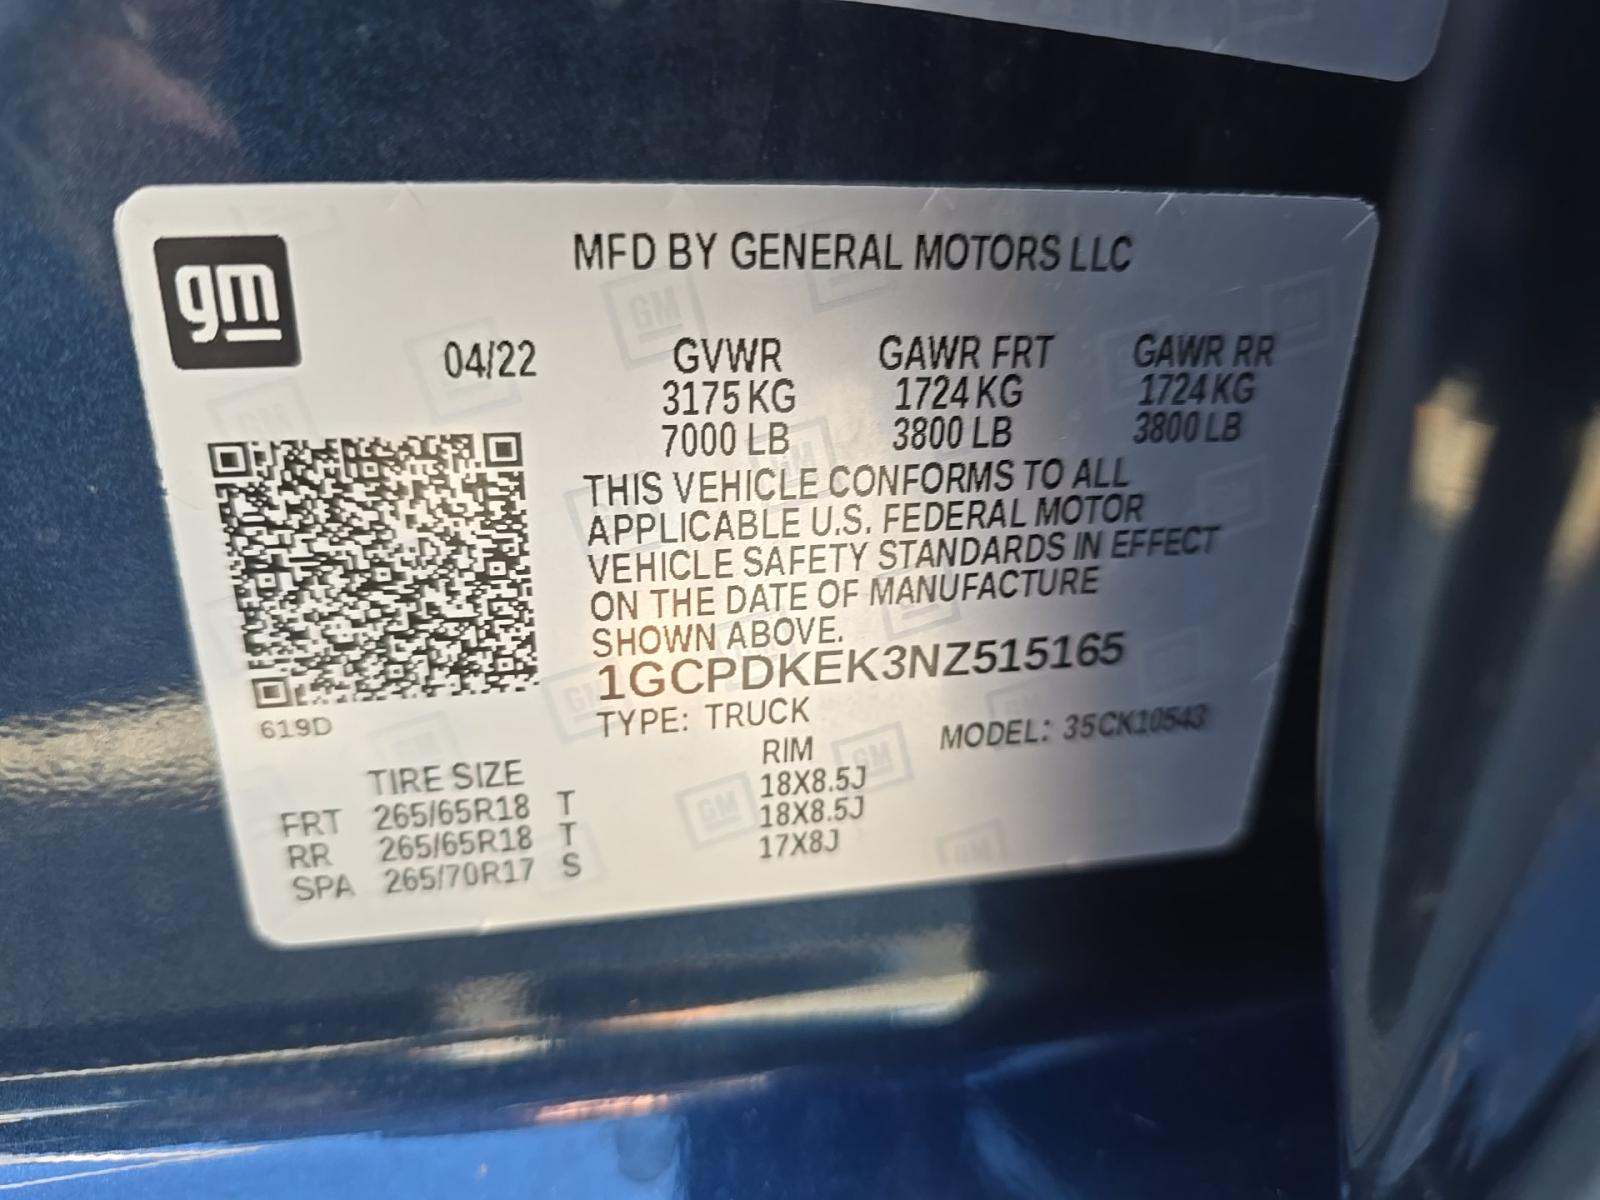 gm
MFD BY GENERAL MOTORS LLC
04/22 GVWR GAWR FRT GAWR RR
3175 KG 1724 KG 1724 KG
7000 LB 3800 LB 3800 LB
THIS VEHICLE CONFORMS TO ALL
APPLICABLE U.S. FEDERAL MOTOR
VEHICLE SAFETY STANDARDS IN EFFECT
ON THE DATE OF MANUFACTURE
SHOWN ABOVE.
1GCPDKEK3NZ515165
619D
TYPE: TRUCK MODEL: 35CK10543
TIRE SIZE RIM
FRT 265/65R18 T 18X8.5J
RR 265/65R18 T 18X8.5J
SPA 265/70R17 S 17X8J